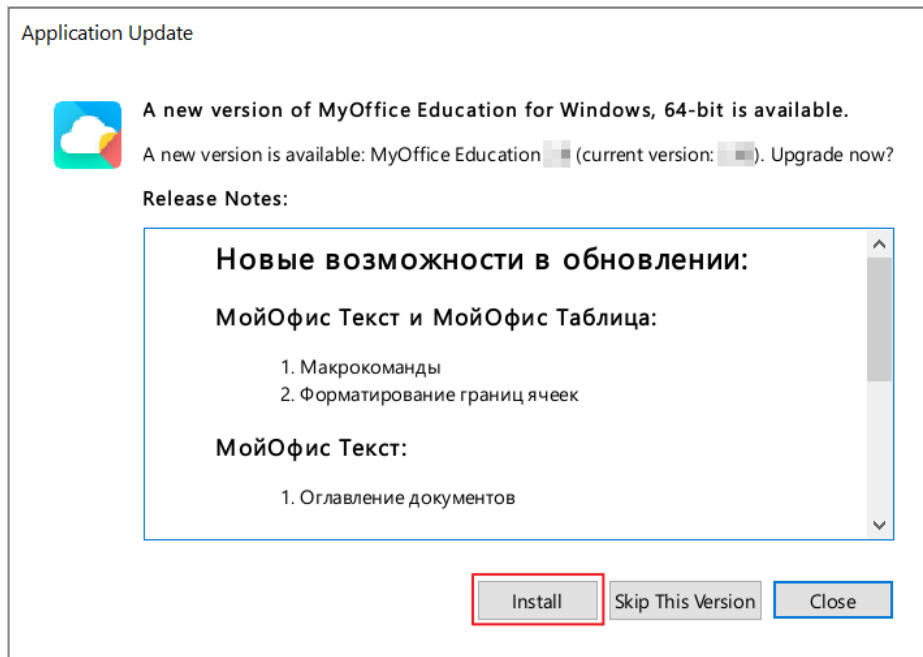 Application Update
A new version of MyOffice Education for Windows, 64-bit is available.
A new version is available: MyOffice Education (current version: ). Upgrade now?
Release Notes:
Новые возможности в обновлении:
МойОфис Текст и МойОфис Таблица:
1. Макрокоманды
2. Форматирование границ ячеек
МойОфис Текст:
1. Оглавление документов
Install Skip This Version Close